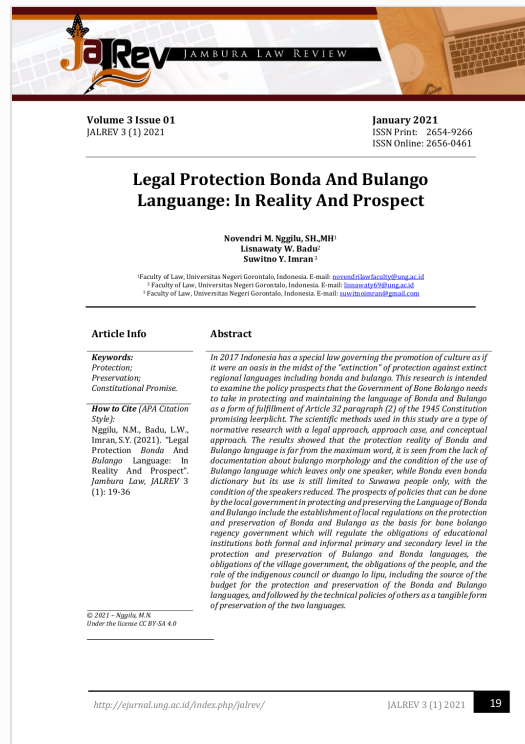 JALREV JAMBURA LAW REVIEW
Volume 3 Issue 01
JALREV 3 (1) 2021
January 2021
ISSN Print: 2654-9266
ISSN Online: 2656-0461
Legal Protection Bonda And Bulango
Languange: In Reality And Prospect
Novendri M. Nggilu, SH.,MH1
Lisnawaty W. Badu2
Suwitno Y. Imran 3
1Faculty of Law, Universitas Negeri Gorontalo, Indonesia. E-mail: novendrilawfaculty@ung.ac.id
2 Faculty of Law, Universitas Negeri Gorontalo, Indonesia. E-mail: lisnawaty69@ung.ac.id
3 Faculty of Law, Universitas Negeri Gorontalo, Indonesia. E-mail: suwitnoimran@gmail.com
Article Info
Keywords:
Protection;
Preservation;
Constitutional Promise.
How to Cite (APA Citation
Style):
Nggilu, N.M., Badu, L.W.,
Imran, S.Y. (2021). "Legal
Protection Bonda And
Bulango Language: In
Reality And Prospect".
Jambura Law, JALREV 3
(1): 19-36
© 2021 – Nggilu, M.N.
Under the license CC BY-SA 4.0
Abstract
In 2017 Indonesia has a special law governing the promotion of culture as if
it were an oasis in the midst of the "extinction" of protection against extinct
regional languages including bonda and bulango. This research is intended
to examine the policy prospects that the Government of Bone Bolango needs
to take in protecting and maintaining the language of Bonda and Bulango
as a form of fulfillment of Article 32 paragraph (2) of the 1945 Constitution
promising leerplicht. The scientific methods used in this study are a type of
normative research with a legal approach, approach case, and conceptual
approach. The results showed that the protection reality of Bonda and
Bulango language is far from the maximum word, it is seen from the lack of
documentation about bulango morphology and the condition of the use of
Bulango language which leaves only one speaker, while Bonda even bonda
dictionary but its use is still limited to Suwawa people only, with the
condition of the speakers reduced. The prospects of policies that can be done
by the local government in protecting and preserving the Language of Bonda
and Bulango include the establishment of local regulations on the protection
and preservation of Bonda and Bulango as the basis for bone bolango
regency government which will regulate the obligations of educational
institutions both formal and informal primary and secondary level in the
protection and preservation of Bulango and Bonda languages, the
obligations of the village government, the obligations of the people, and the
role of the indigenous council or duango lo lipu, including the source of the
budget for the protection and preservation of the Bonda and Bulango
languages, and followed by the technical policies of others as a tangible form
of preservation of the two languages.
http://ejurnal.ung.ac.id/index.php/jalrev/
JALREV 3 (1) 2021
19